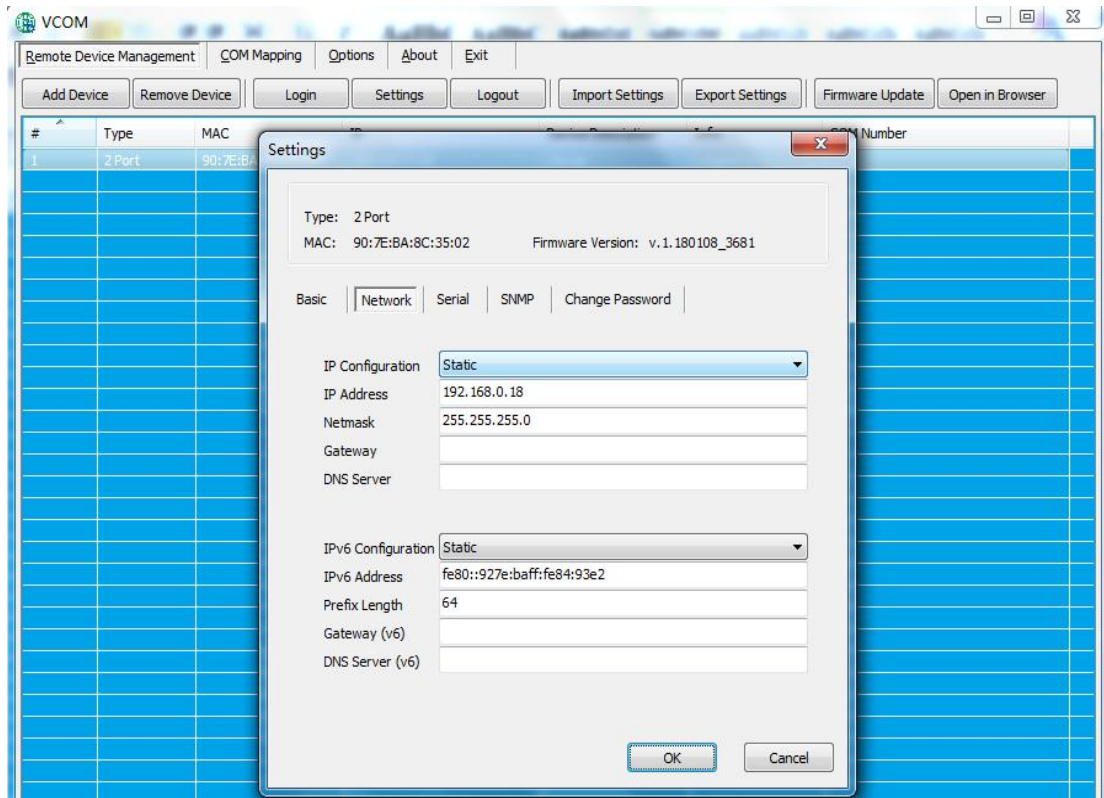 VCOM
Remote Device Management COM Mapping Options About Exit
Add Device Remove Device Login Settings Logout Import Settings Export Settings Firmware Update Open in Browser
# Type MAC Number
1 2 Port 90:7E:BA
Settings
Type: 2 Port
MAC: 90:7E:BA:8C:35:02 Firmware Version: v.1.180108_3681
Basic Network Serial SNMP Change Password
IP Configuration Static
IP Address 192.168.0.18
Netmask 255.255.255.0
Gateway
DNS Server
IPv6 Configuration Static
IPv6 Address fe80::927e:baff:fe84:93e2
Prefix Length 64
Gateway (v6)
DNS Server (v6)
OK Cancel